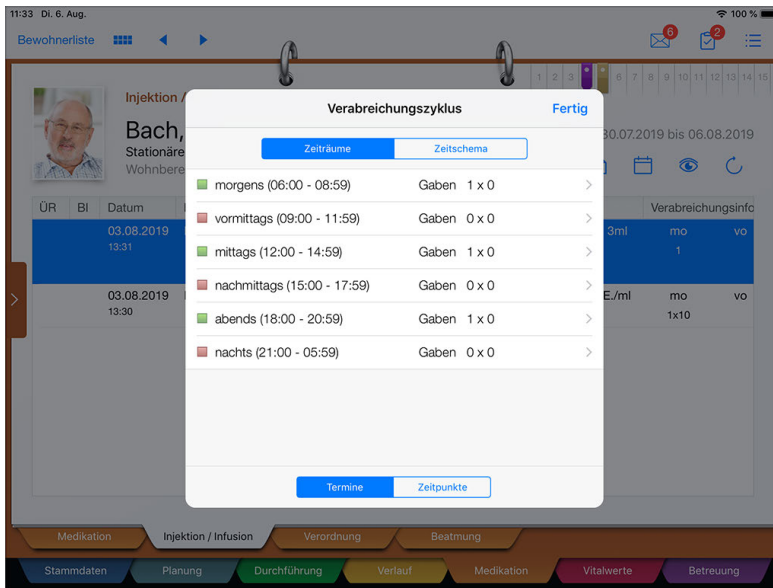 11:33 Di. 6. Aug. 100 %
Bewohnerliste 6 2
1 2 3 6 7 8 9 10 11 12 13 14 15
Injektion /
Verabreichungszyklus Fertig
Bach, 30.07.2019 bis 06.08.2019
Stationäre
Wohnbere
Zeiträume Zeitschema
morgens (06:00 - 08:59) Gaben 1 x 0
vormittags (09:00 - 11:59) Gaben 0 x 0
mittags (12:00 - 14:59) Gaben 1 x 0
nachmittags (15:00 - 17:59) Gaben 0 x 0
abends (18:00 - 20:59) Gaben 1 x 0
nachts (21:00 - 05:59) Gaben 0 x 0
Termine Zeitpunkte
ÜR BI Datum Verabreichungsinfo
03.08.2019 3ml mo vo
13:31 1
03.08.2019 E./ml mo vo
13:30 1x10
Medikation Injektion / Infusion Verordnung Beatmung
Stammdaten Planung Durchführung Verlauf Medikation Vitalwerte Betreuung